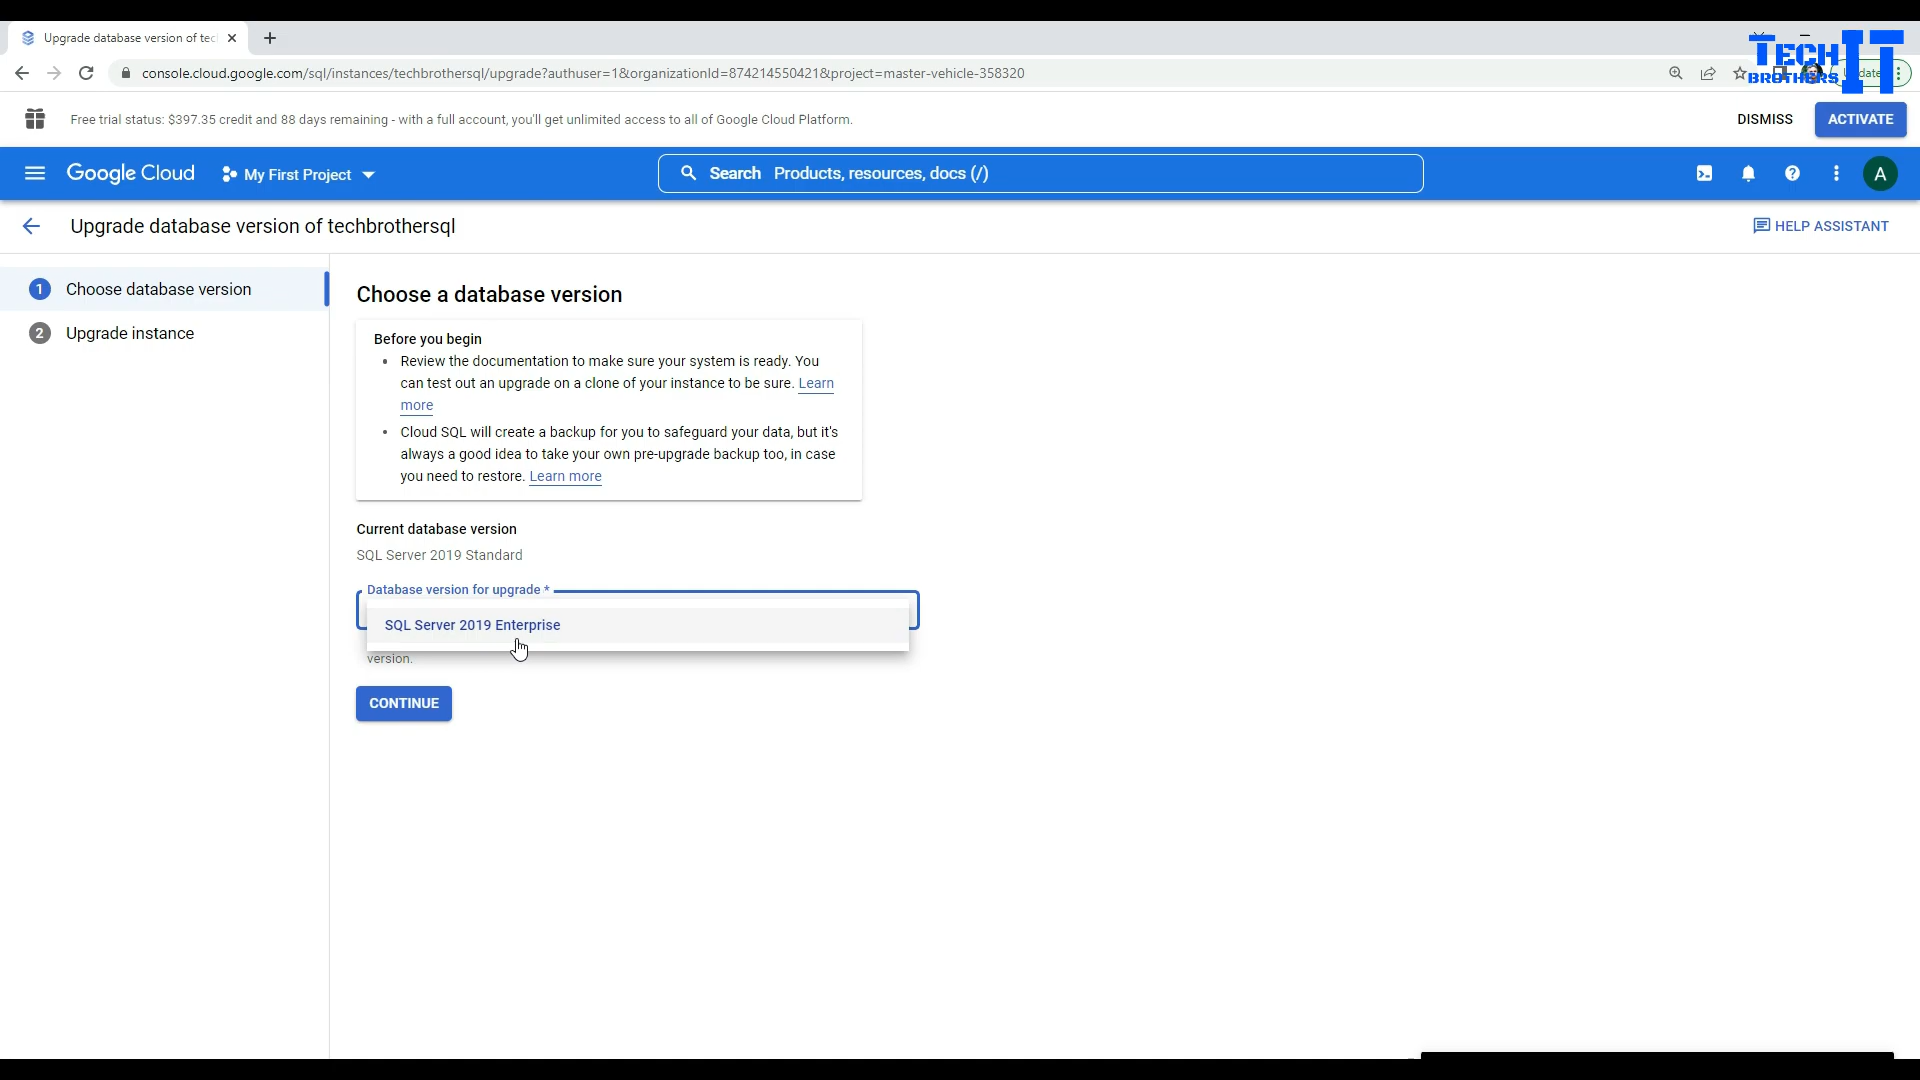 Upgrade database version of tec
console.cloud.google.com/sql/instances/techbrothersql/upgrade?authuser=1&organizationId=874214550421&project=master-vehicle-358320
TECH IT
BROTHERS
Free trial status: $397.35 credit and 88 days remaining - with a full account, you'll get unlimited access to all of Google Cloud Platform.
DISMISS
ACTIVATE
Google Cloud
My First Project
Search Products, resources, docs (/)
A
Upgrade database version of techbrothersql
HELP ASSISTANT
1 Choose database version
2 Upgrade instance
Choose a database version
Before you begin
• Review the documentation to make sure your system is ready. You
can test out an upgrade on a clone of your instance to be sure. Learn
more
• Cloud SQL will create a backup for you to safeguard your data, but it's
always a good idea to take your own pre-upgrade backup too, in case
you need to restore. Learn more
Current database version
SQL Server 2019 Standard
Database version for upgrade *
SQL Server 2019 Enterprise
version.
CONTINUE